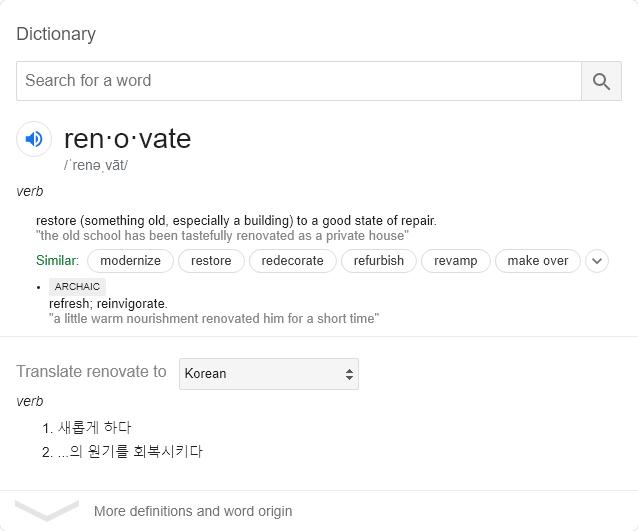 Dictionary
Search for a word
ren·o·vate
/ˈrenəˌvāt/
verb
restore (something old, especially a building) to a good state of repair.
"the old school has been tastefully renovated as a private house"
Similar: modernize restore redecorate refurbish revamp make over
• ARCHAIC
refresh; reinvigorate.
"a little warm nourishment renovated him for a short time"
Translate renovate to Korean
verb
1. 새롭게 하다
2. ...의 원기를 회복시키다
More definitions and word origin